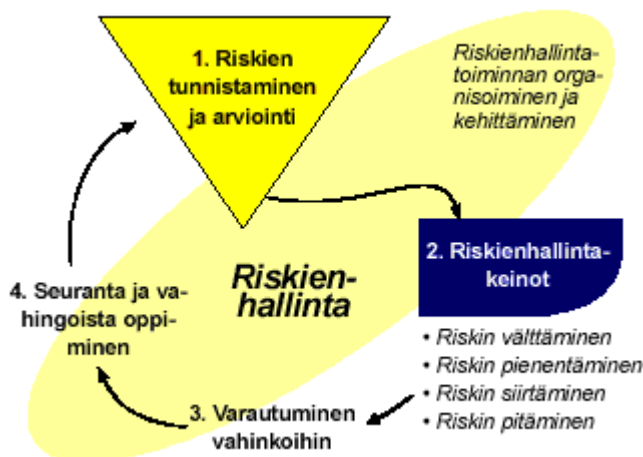 1. Riskien
tunnistaminen
ja arviointi
Riskienhallinta-
toiminnan orga-
nisoiminen ja
kehittäminen
2. Riskienhallinta-
keinot
• Riskin välttäminen
• Riskin pienentäminen
• Riskin siirtäminen
• Riskin pitäminen
3. Varautuminen
vahinkoihin
4. Seuranta ja va-
hingoista oppi-
minen
Riskien-
hallinta